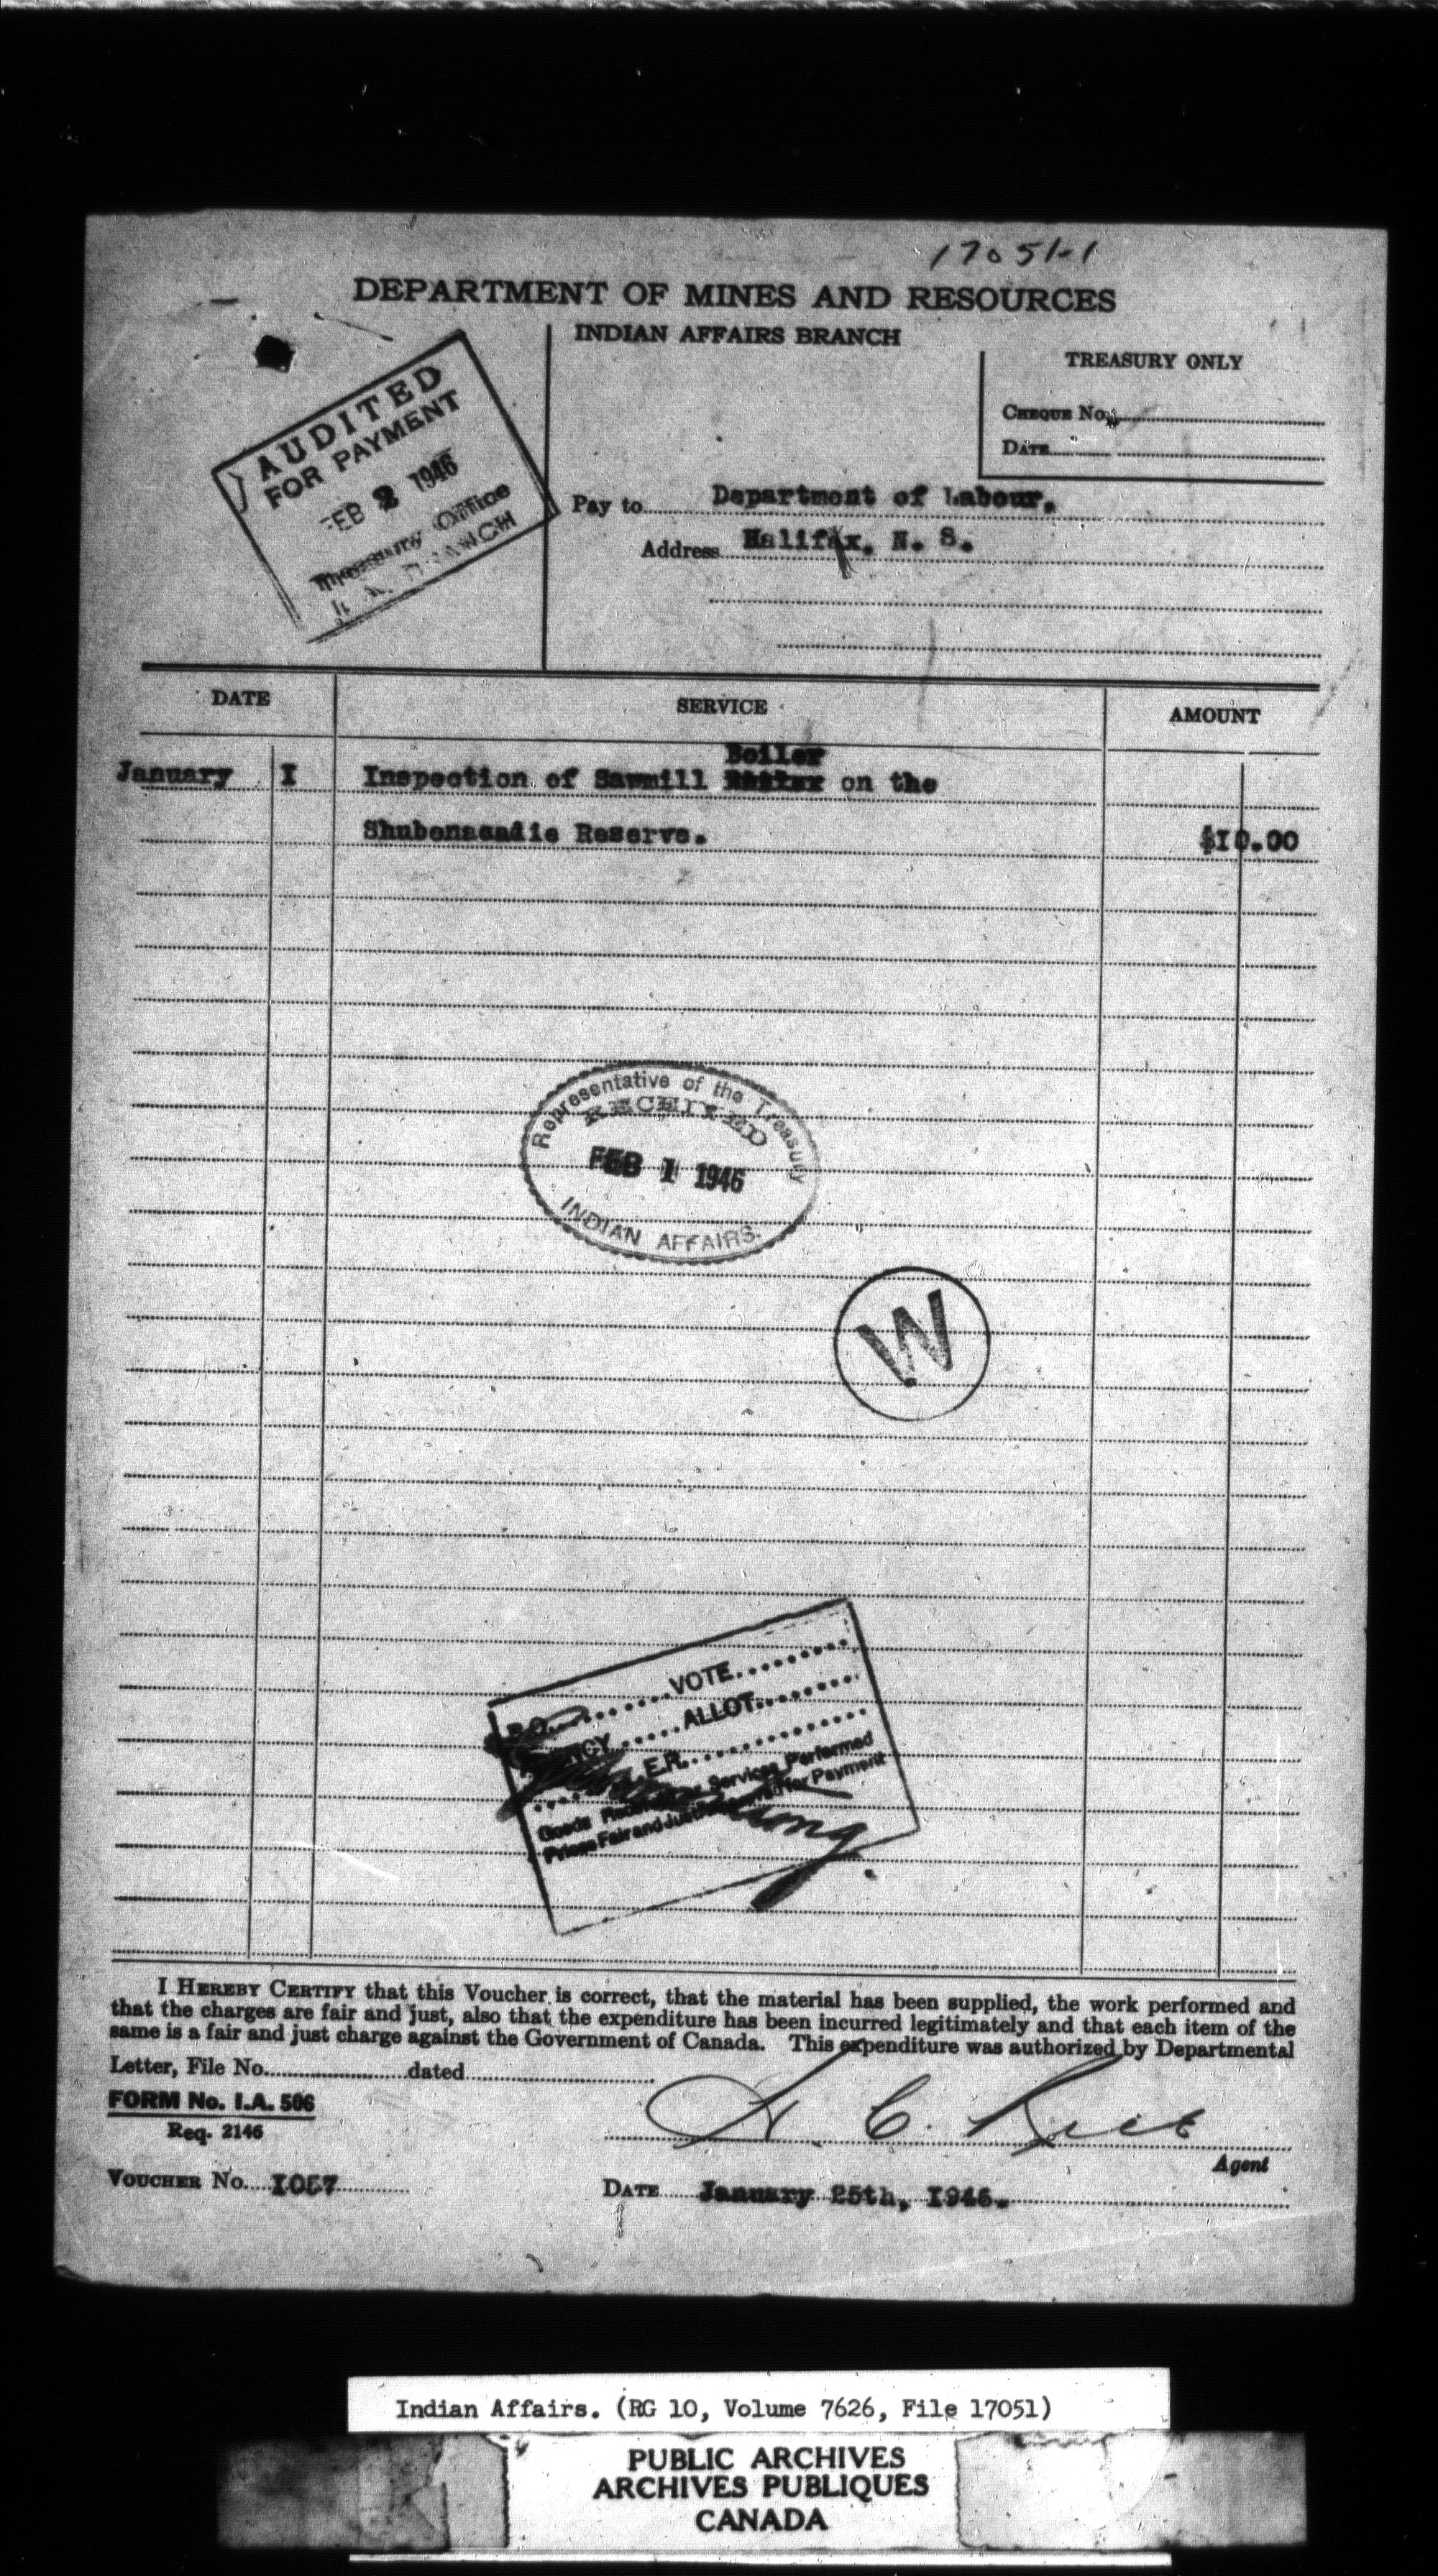 17051-1
DEPARTMENT OF MINES AND RESOURCES
INDIAN AFFAIRS BRANCH
TREASURY ONLY
CHEQUE No.
DATE
AUDITED
FOR PAYMENT
FEB 2 1946
Treasury Office
BRANCH
Pay to Department of Labour,
Address Halifax, N. S.
DATE SERVICE AMOUNT
Boiler
January I Inspection of Sawmill on the
Shubenacadie Reserve. $10.00
Representative of the Treasury
RECEIVED
FEB 1 1946
INDIAN AFFAIRS.
W
P.O. VOTE
AGENCY ALLOT.
E.R.
Goods Received or Services Performed
Prices Fair and Just for Payment
I HEREBY CERTIFY that this Voucher is correct, that the material has been supplied, the work performed and
that the charges are fair and just, also that the expenditure has been incurred legitimately and that each item of the
same is a fair and just charge against the Government of Canada. This expenditure was authorized by Departmental
Letter, File No. dated
FORM No. I.A. 506
Req. 2146
H. C. Rice
Agent
VOUCHER No. 1057 DATE January 25th, 1946.
Indian Affairs. (RG 10, Volume 7626, File 17051)
PUBLIC ARCHIVES
ARCHIVES PUBLIQUES
CANADA